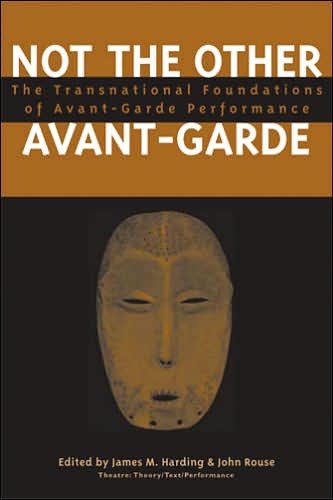 NOT THE OTHER
The Transnational Foundations
of Avant-Garde Performance
AVANT-GARDE
Edited by James M. Harding & John Rouse
Theatre: Theory/Text/Performance